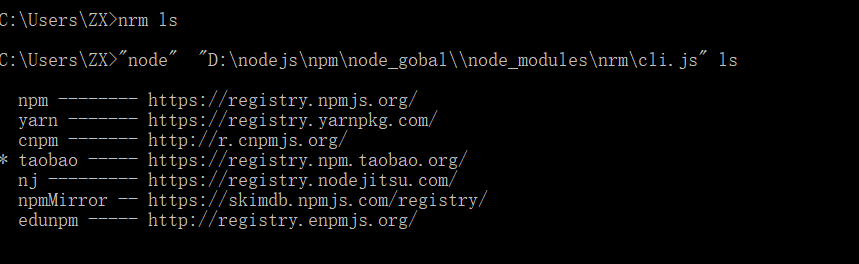 C:\Users\ZX>nrm ls
C:\Users\ZX>"node"  "D:\nodejs\npm\node_gobal\\node_modules\nrm\cli.js" ls
npm -------- https://registry.npmjs.org/
yarn ------- https://registry.yarnpkg.com/
cnpm ------- http://r.cnpmjs.org/
* taobao ----- https://registry.npm.taobao.org/
nj --------- https://registry.nodejitsu.com/
npmMirror -- https://skimdb.npmjs.com/registry/
edunpm ----- http://registry.enpmjs.org/